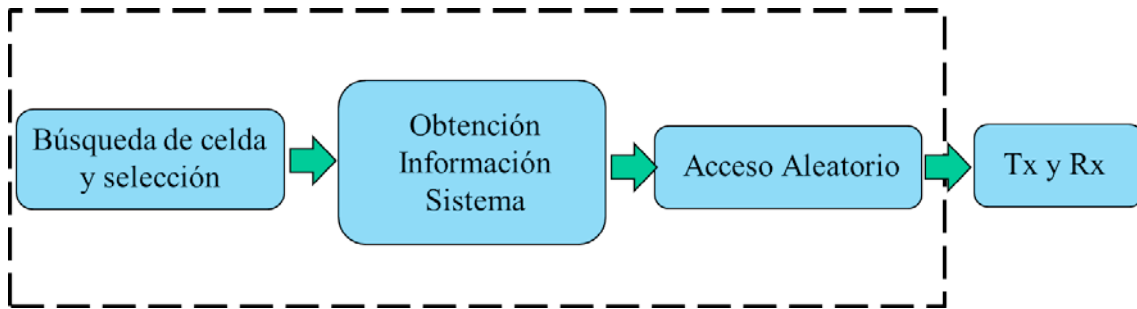 Búsqueda de celda
y selección
Obtención
Información
Sistema
Acceso Aleatorio
Tx y Rx